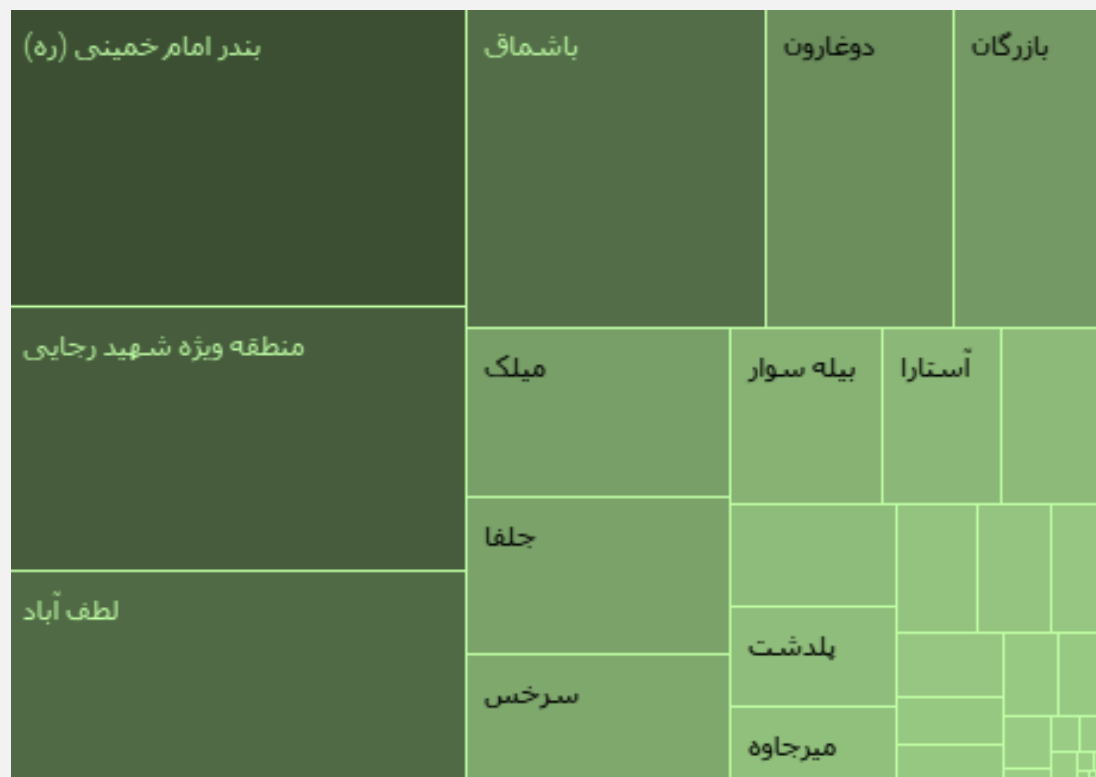 بندر امام خمینی (ره)
باشماق
دوغارون
بازرگان
منطقه ویژه شهید رجایی
میلک
بیله سوار
آستارا
جلفا
لطف آباد
پلدشت
سرخس
میرجاوه